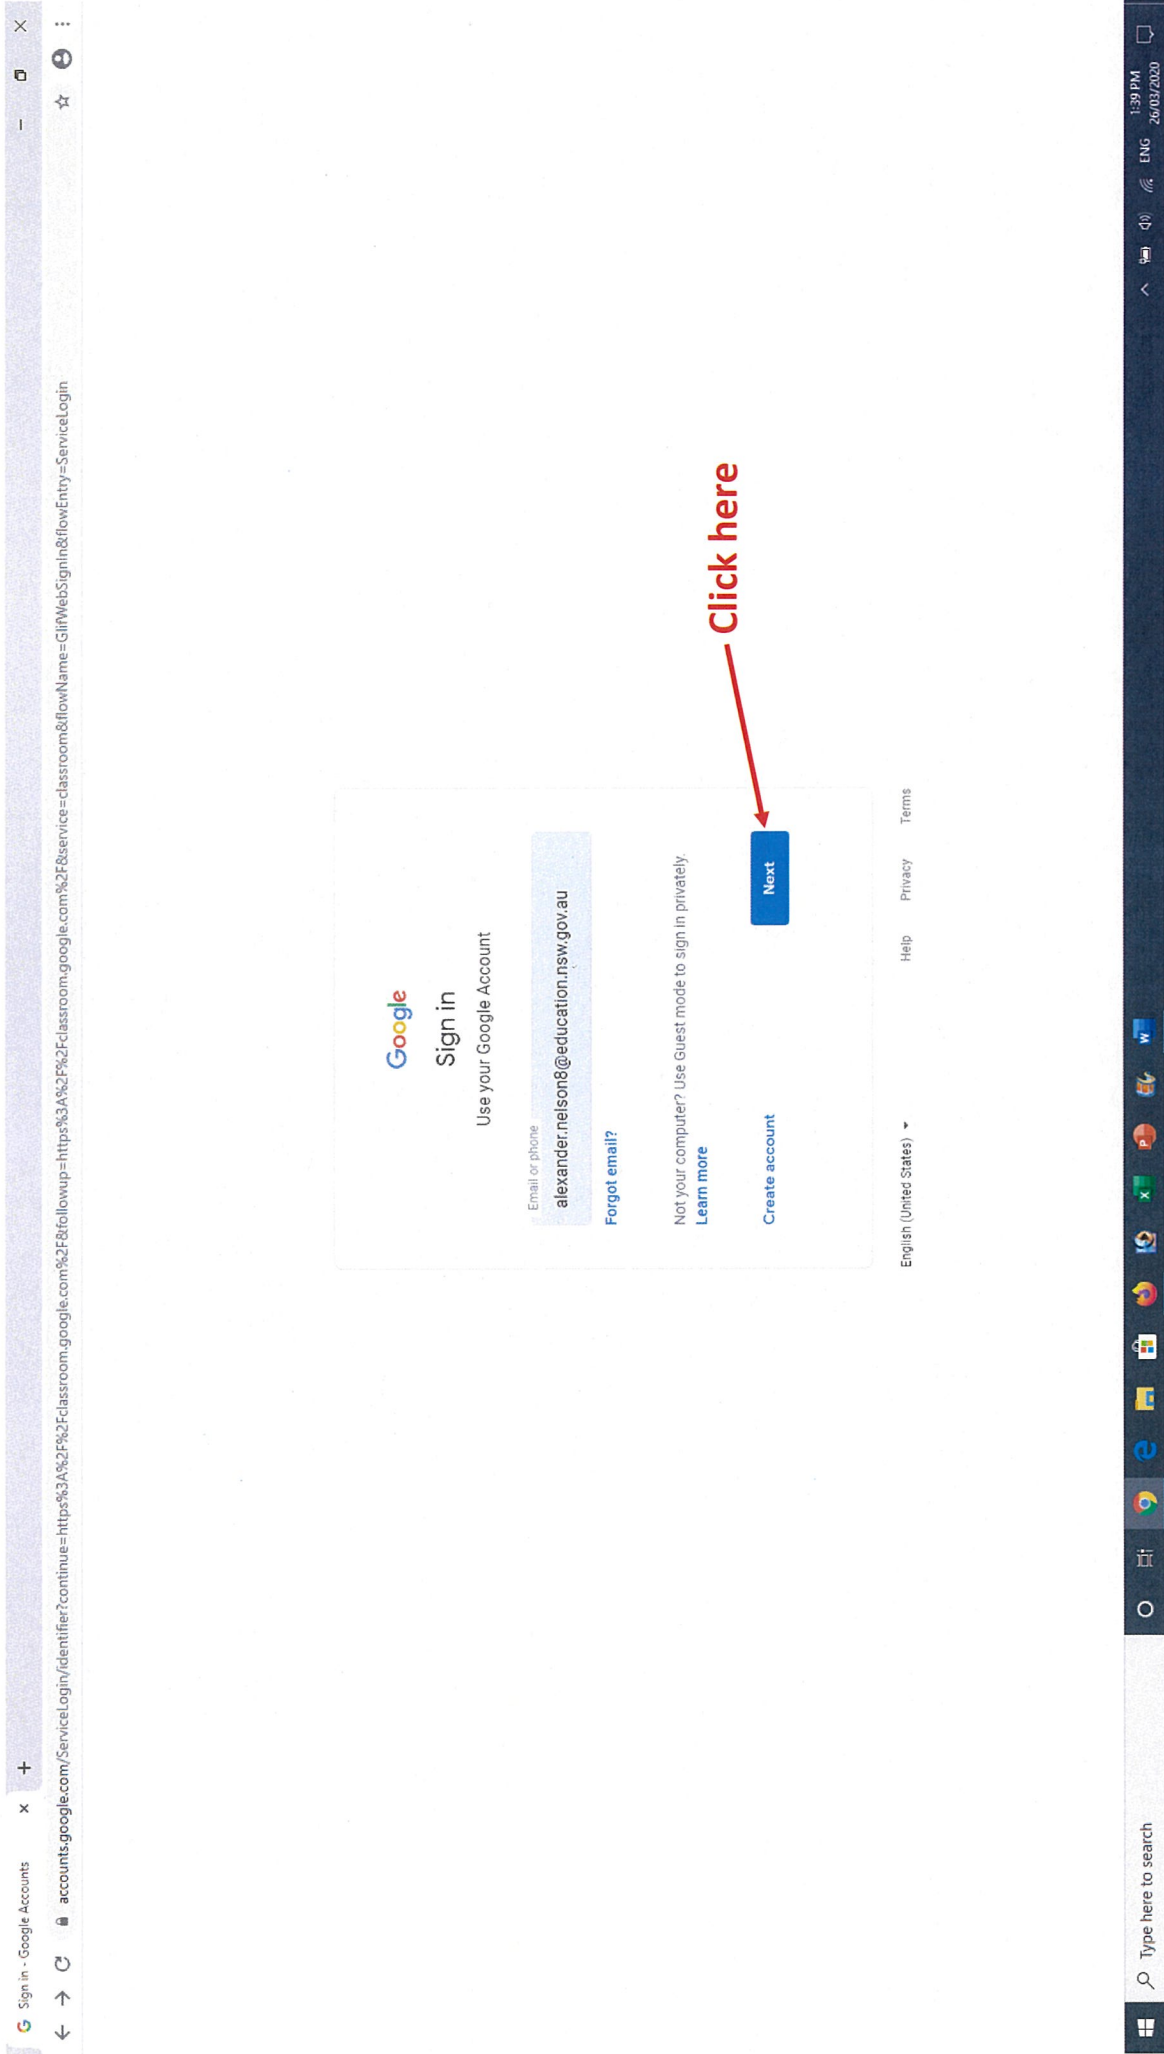 Sign in - Google Accounts
accounts.google.com/ServiceLogin/identifier?continue=https%3A%2F%2Fclassroom.google.com%2F&followup=https%3A%2F%2Fclassroom.google.com%2F&service=classroom&flowName=GlifWebSignIn&flowEntry=ServiceLogin
Google
Sign in
Use your Google Account
Email or phone
alexander.nelson8@education.nsw.gov.au
Forgot email?
Not your computer? Use Guest mode to sign in privately.
Learn more
Create account
Next
Click here
English (United States)
Help
Privacy
Terms
Type here to search
ENG
1:39 PM
26/03/2020